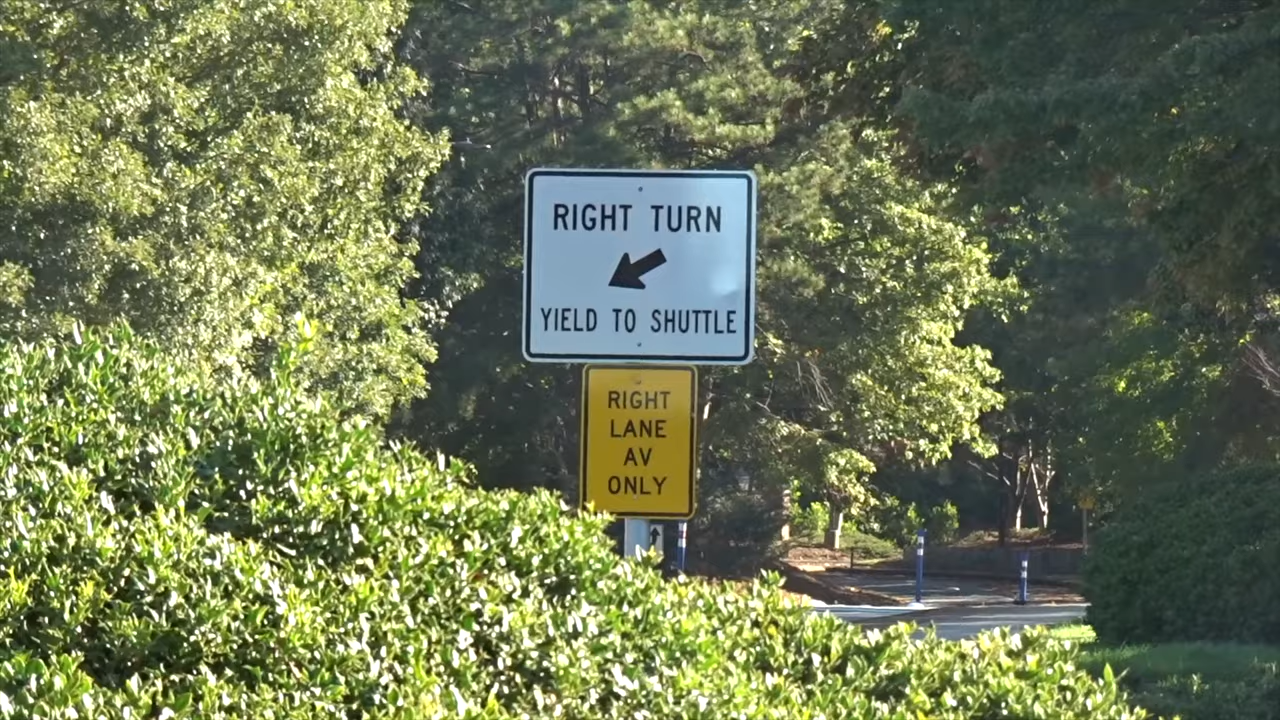 RIGHT TURN
YIELD TO SHUTTLE
RIGHT
LANE
AV
ONLY